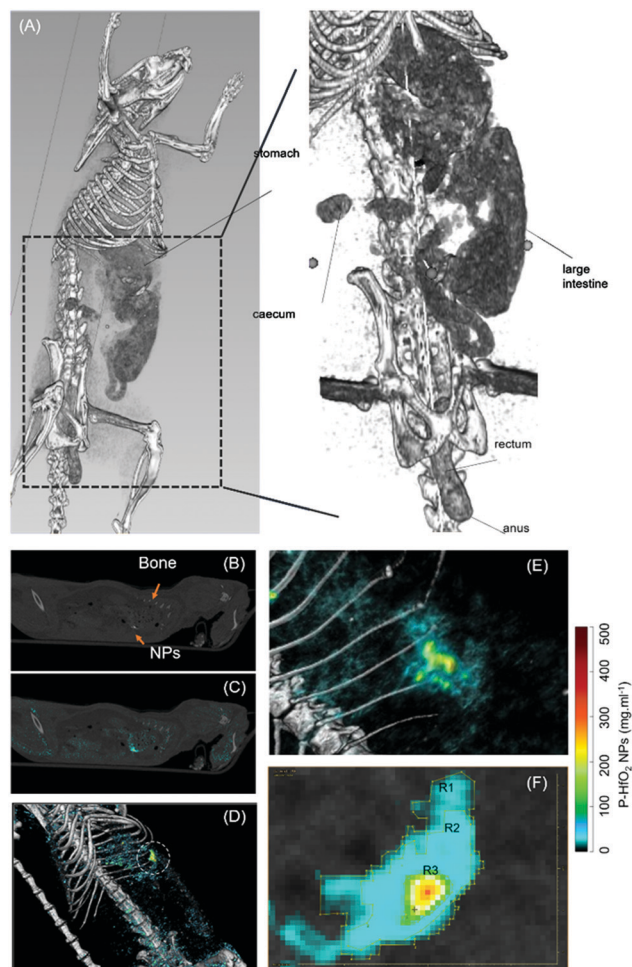 (A)
stomach
large
intestine
caecum
rectum
anus
(B)
Bone
NPs
(C)
(D)
(E)
(F)
R1
R2
R3
500
400
300
200
100
0
P-HfO₂ NPs (mg.ml⁻¹)